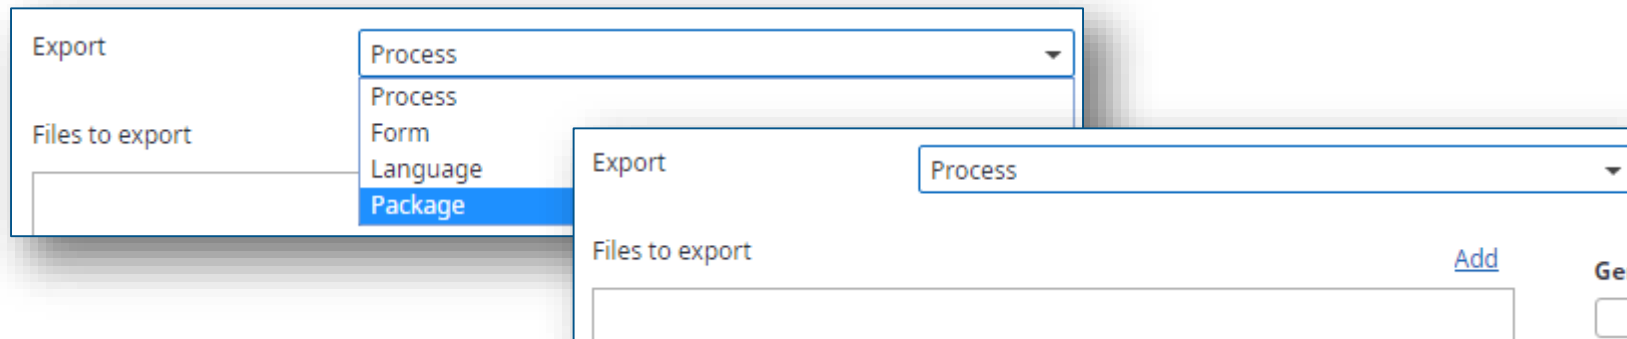 Export
Process
Process
Form
Language
Package
Files to export
Export
Process
Files to export
Add